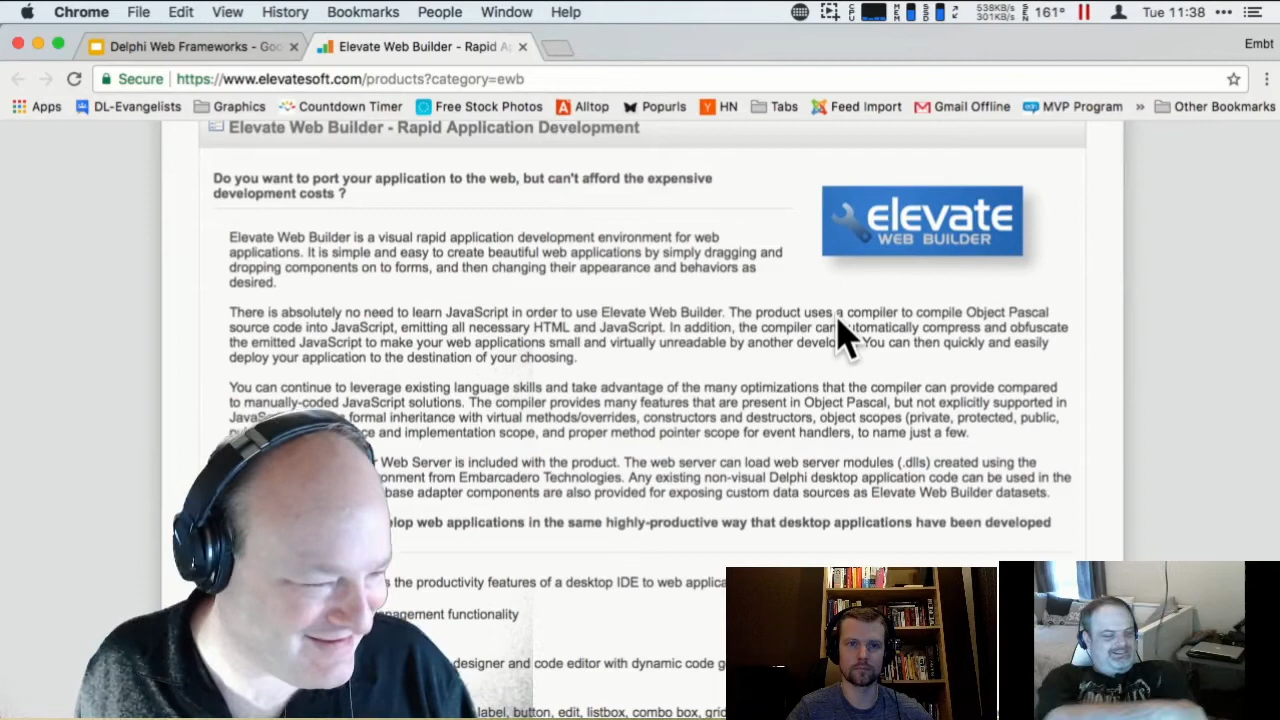 Chrome File Edit View History Bookmarks People Window Help 538KB/s 301KB/s 161° Tue 11:38
Delphi Web Frameworks - Goo Elevate Web Builder - Rapid Ap Embt
Secure https://www.elevatesoft.com/products?category=ewb
Apps DL-Evangelists Graphics Countdown Timer Free Stock Photos Alltop Popurls HN Tabs Feed Import Gmail Offline MVP Program » Other Bookmarks
Elevate Web Builder - Rapid Application Development
Do you want to port your application to the web, but can't afford the expensive
development costs ?
elevate
WEB BUILDER
Elevate Web Builder is a visual rapid application development environment for web
applications. It is simple and easy to create beautiful web applications by simply dragging and
dropping components on to forms, and then changing their appearance and behaviors as
desired.
There is absolutely no need to learn JavaScript in order to use Elevate Web Builder. The product uses a compiler to compile Object Pascal
source code into JavaScript, emitting all necessary HTML and JavaScript. In addition, the compiler can automatically compress and obfuscate
the emitted JavaScript to make your web applications small and virtually unreadable by another develo You can then quickly and easily
deploy your application to the destination of your choosing.
You can continue to leverage existing language skills and take advantage of the many optimizations that the compiler can provide compared
to manually-coded JavaScript solutions. The compiler provides many features that are present in Object Pascal, but not explicitly supported in
JavaS formal inheritance with virtual methods/overrides, constructors and destructors, object scopes (private, protected, public,
ce and implementation scope, and proper method pointer scope for event handlers, to name just a few.
Web Server is included with the product. The web server can load web server modules (.dlls) created using the
onment from Embarcadero Technologies. Any existing non-visual Delphi desktop application code can be used in the
base adapter components are also provided for exposing custom data sources as Elevate Web Builder datasets.
lop web applications in the same highly-productive way that desktop applications have been developed
s the productivity features of a desktop IDE to web applica
nagement functionality
designer and code editor with dynamic code g
label, button, edit, listbox, combo box, grid